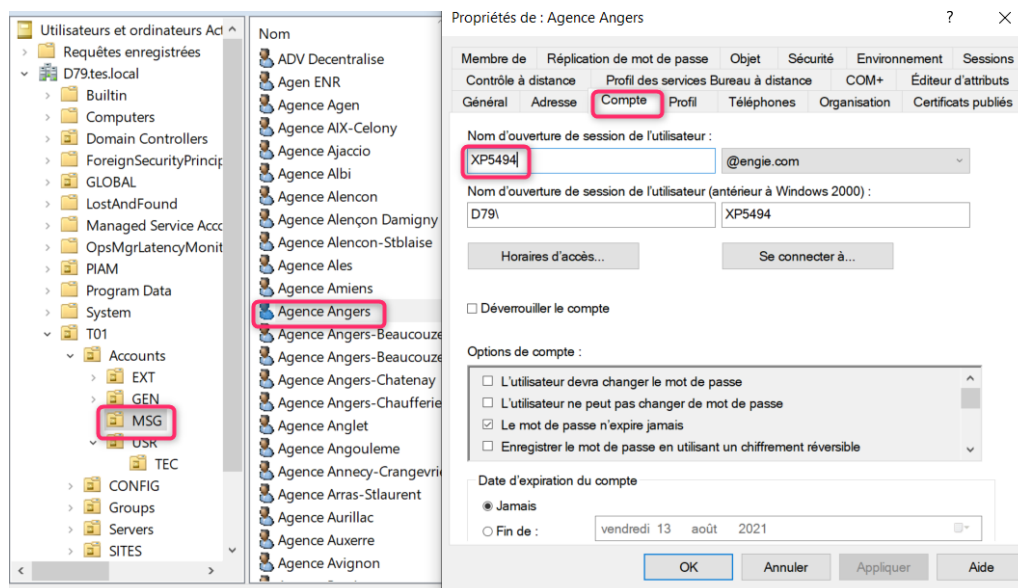 Utilisateurs et ordinateurs Act
Requêtes enregistrées
D79.tes.local
Builtin
Computers
Domain Controllers
ForeignSecurityPrincip
GLOBAL
LostAndFound
Managed Service Acco
OpsMgrLatencyMonit
PIAM
Program Data
System
T01
Accounts
EXT
GEN
MSG
USR
TEC
CONFIG
Groups
Servers
SITES
Nom
ADV Decentralise
Agen ENR
Agence Agen
Agence AIX-Celony
Agence Ajaccio
Agence Albi
Agence Alencon
Agence Alençon Damigny
Agence Alencon-Stblaise
Agence Ales
Agence Amiens
Agence Angers
Agence Angers-Beaucouze
Agence Angers-Beaucouze
Agence Angers-Chatenay
Agence Angers-Chaufferie
Agence Anglet
Agence Angouleme
Agence Annecy-Crangevri
Agence Arras-Stlaurent
Agence Aurillac
Agence Auxerre
Agence Avignon
Propriétés de : Agence Angers
? ×
Membre de Réplication de mot de passe Objet Sécurité Environnement Sessions
Contrôle à distance Profil des services Bureau à distance COM+ Éditeur d'attributs
Général Adresse Compte Profil Téléphones Organisation Certificats publiés
Nom d'ouverture de session de l'utilisateur :
XP5494 @engie.com
Nom d'ouverture de session de l'utilisateur (antérieur à Windows 2000) :
D79\ XP5494
Horaires d'accès... Se connecter à...
Déverrouiller le compte
Options de compte :
L'utilisateur devra changer le mot de passe
L'utilisateur ne peut pas changer de mot de passe
Le mot de passe n'expire jamais
Enregistrer le mot de passe en utilisant un chiffrement réversible
Date d'expiration du compte
Jamais
Fin de : vendredi 13 août 2021
OK Annuler Appliquer Aide